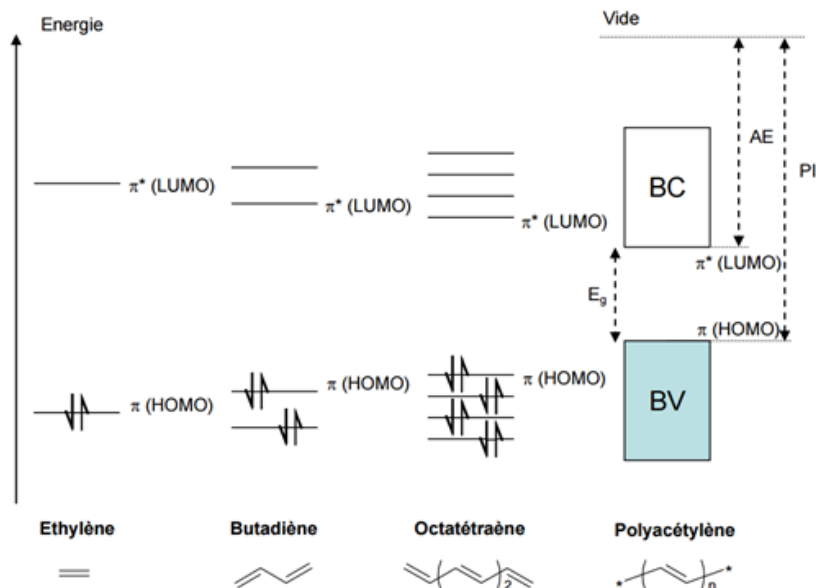 Energie
Vide
AE
PI
π* (LUMO)
π* (LUMO)
π* (LUMO)
BC
π* (LUMO)
Eg
π (HOMO)
π (HOMO)
π (HOMO)
π (HOMO)
BV
Ethylène
Butadiène
Octatétraène
Polyacétylène
2
*
n
*